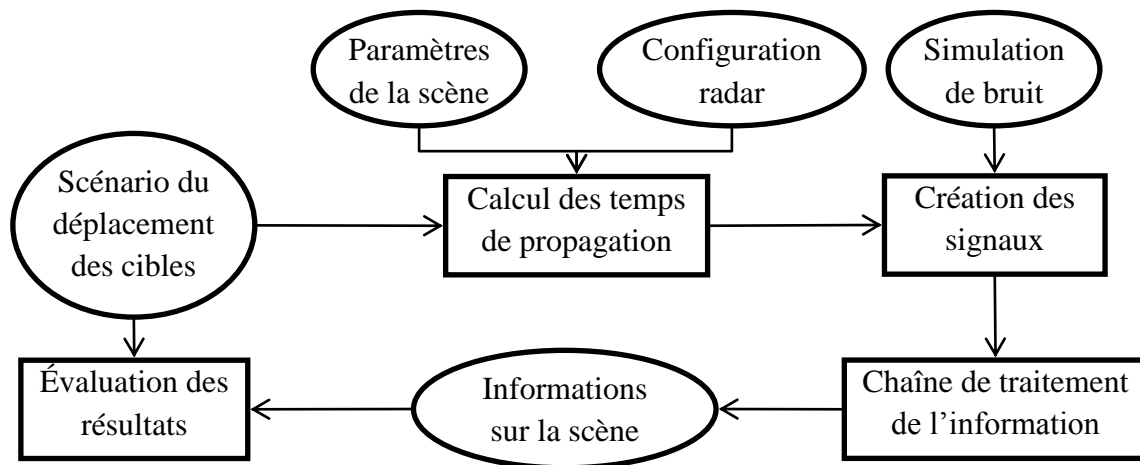 Paramètres
de la scène
Configuration
radar
Simulation
de bruit
Scénario du
déplacement
des cibles
Calcul des temps
de propagation
Création des
signaux
Évaluation des
résultats
Informations
sur la scène
Chaîne de traitement
de l’information